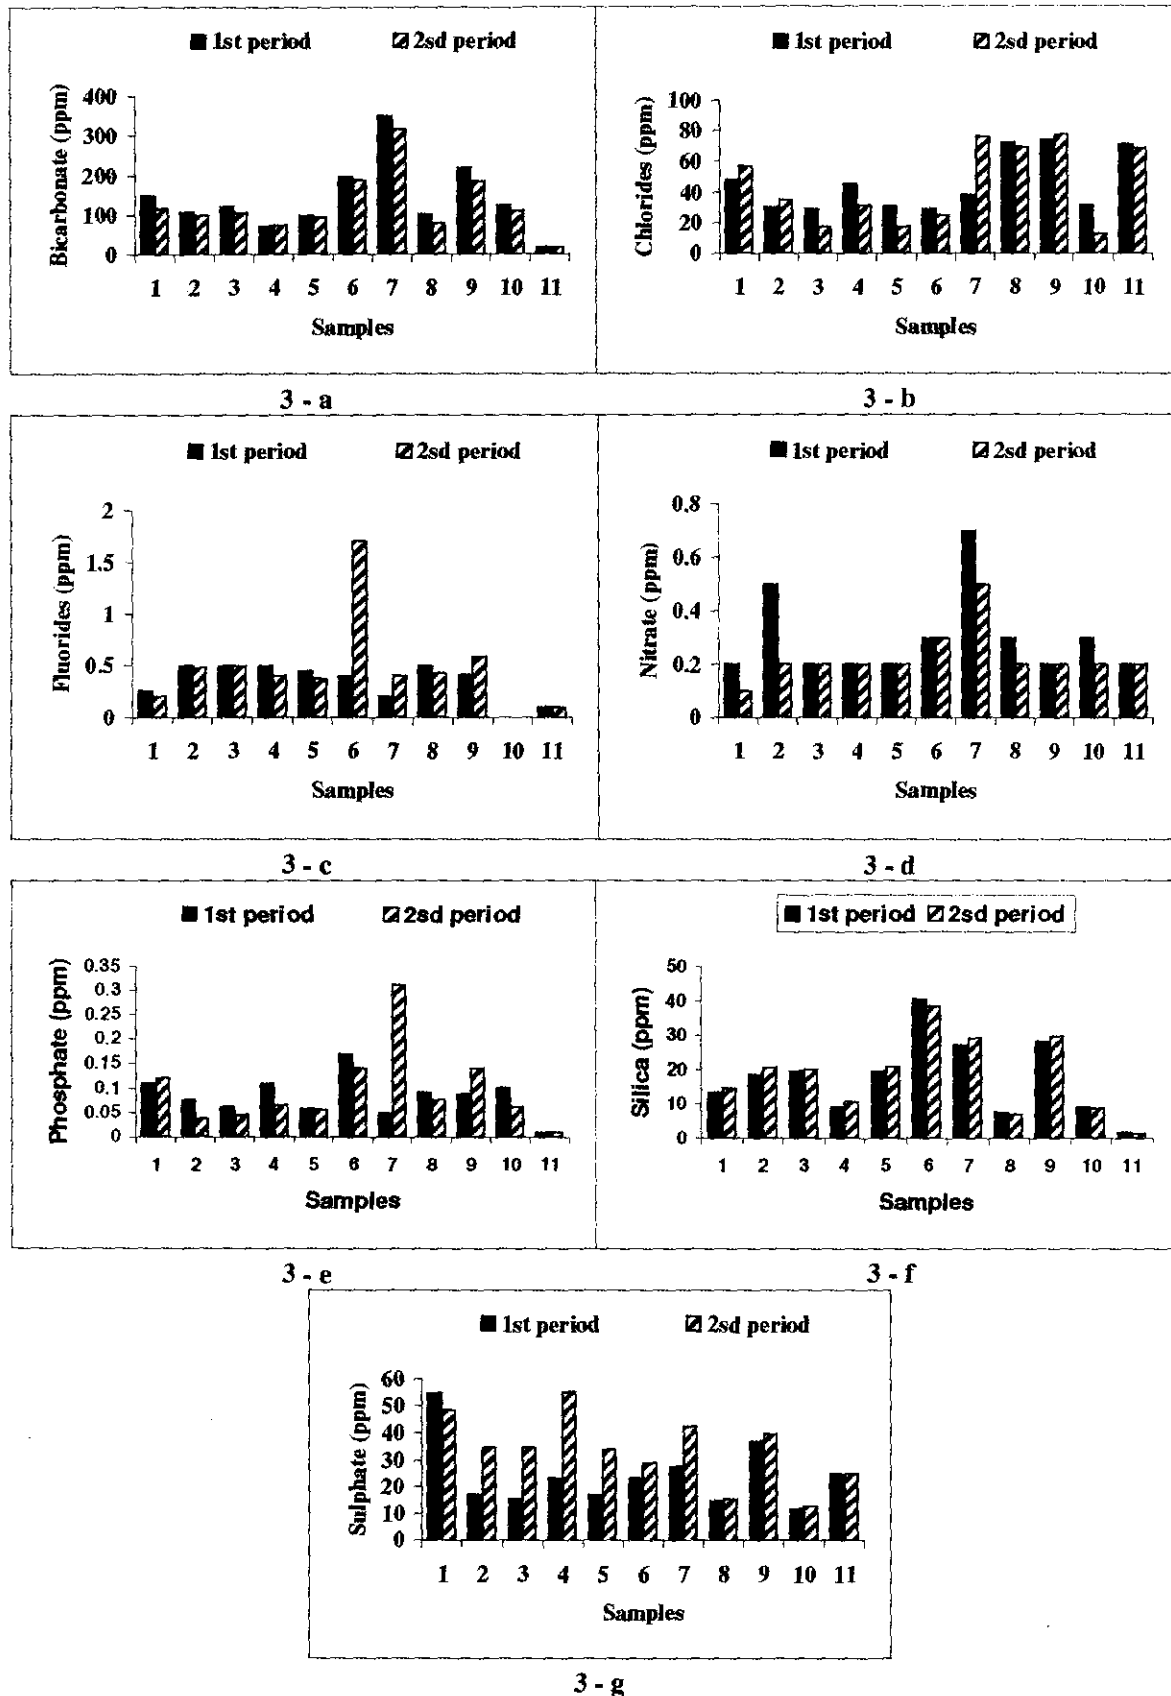 1st period 2sd period
Bicarbonate (ppm)
400
300
200
100
0
1 2 3 4 5 6 7 8 9 10 11
Samples
3 - a
1st period 2sd period
Chlorides (ppm)
100
80
60
40
20
0
1 2 3 4 5 6 7 8 9 10 11
Samples
3 - b
1st period 2sd period
Fluorides (ppm)
2
1.5
1
0.5
0
1 2 3 4 5 6 7 8 9 10 11
Samples
3 - c
1st period 2sd period
Nitrate (ppm)
0.8
0.6
0.4
0.2
0
1 2 3 4 5 6 7 8 9 10 11
Samples
3 - d
1st period 2sd period
Phosphate (ppm)
0.35
0.3
0.25
0.2
0.15
0.1
0.05
0
1 2 3 4 5 6 7 8 9 10 11
Samples
3 - e
1st period 2sd period
Silica (ppm)
50
40
30
20
10
0
1 2 3 4 5 6 7 8 9 10 11
Samples
3 - f
1st period 2sd period
Sulphate (ppm)
60
50
40
30
20
10
0
1 2 3 4 5 6 7 8 9 10 11
Samples
3 - g